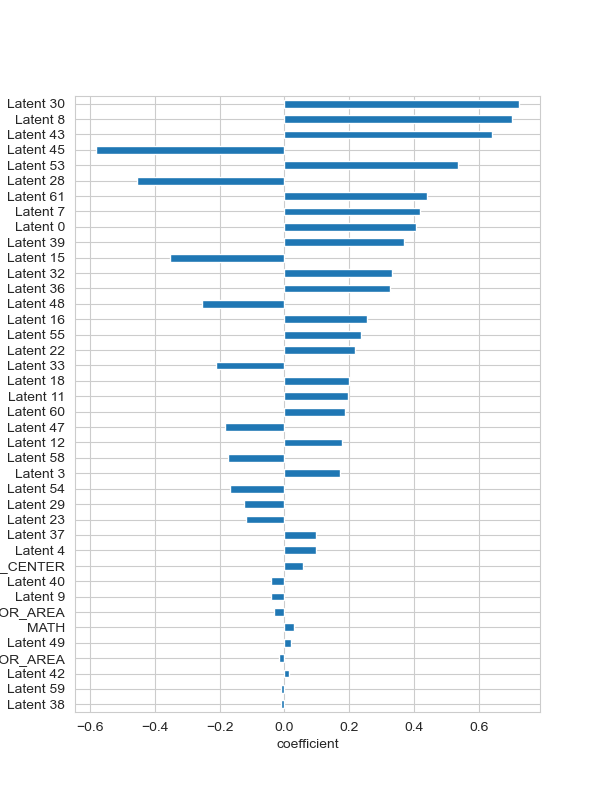 Latent 30
Latent 8
Latent 43
Latent 45
Latent 53
Latent 28
Latent 61
Latent 7
Latent 0
Latent 39
Latent 15
Latent 32
Latent 36
Latent 48
Latent 16
Latent 55
Latent 22
Latent 33
Latent 18
Latent 11
Latent 60
Latent 47
Latent 12
Latent 58
Latent 3
Latent 54
Latent 29
Latent 23
Latent 37
Latent 4
_CENTER
Latent 40
Latent 9
OR_AREA
MATH
Latent 49
OR_AREA
Latent 42
Latent 59
Latent 38
−0.6 −0.4 −0.2 0.0 0.2 0.4 0.6
coefficient